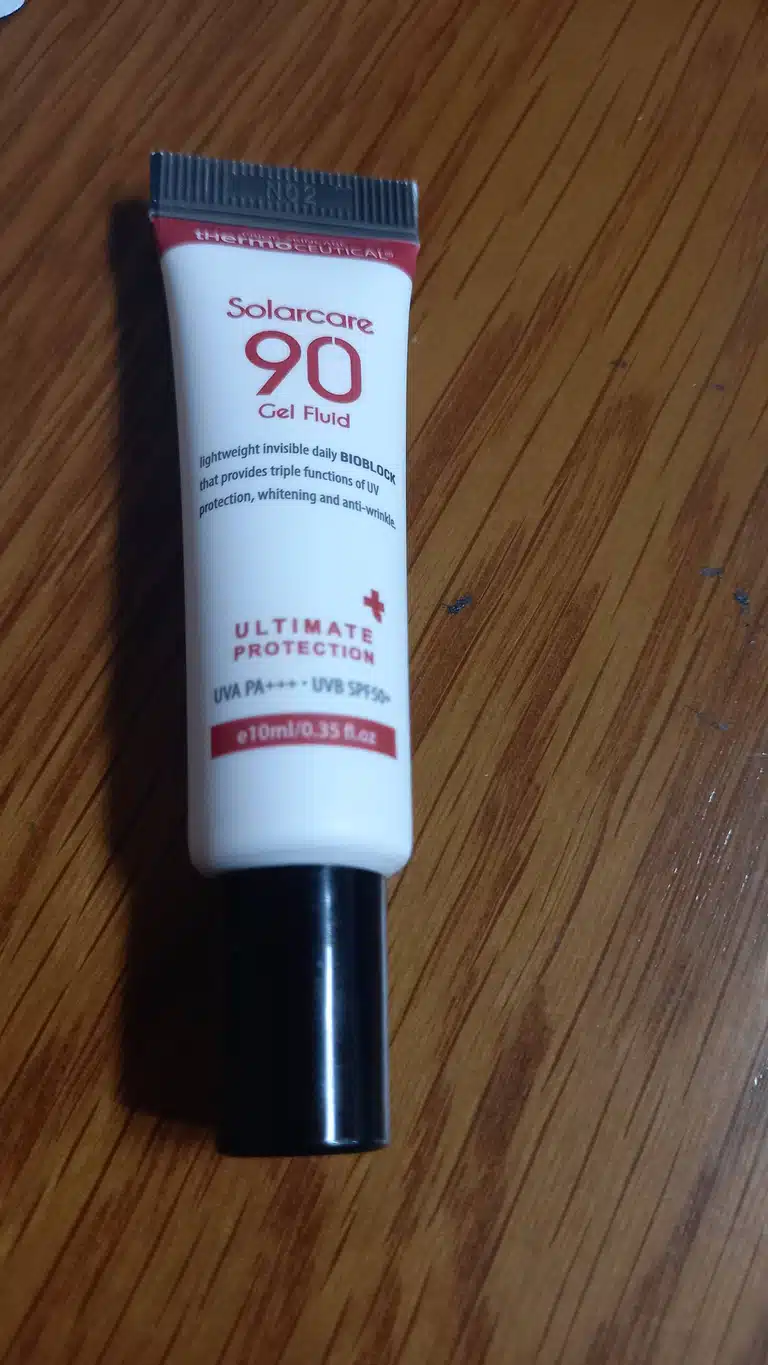 N02
tHermoCEUTICAL®
Solarcare
90
Gel Fluid
lightweight invisible daily BIOBLOCK
that provides triple functions of UV
protection, whitening and anti-wrinkle.
ULTIMATE
PROTECTION
UVA PA+++ • UVB SPF50+
e10ml/0.35 fl.oz